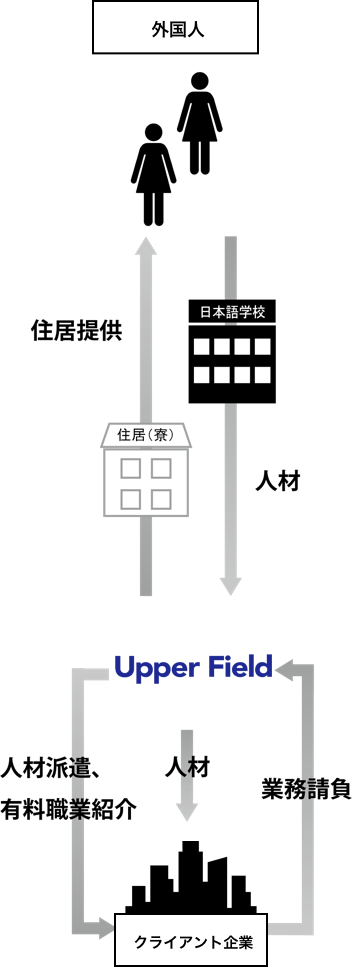 外国人
日本語学校
住居提供
住居（寮）
人材
Upper Field
人材派遣、
有料職業紹介
人材
業務請負
クライアント企業